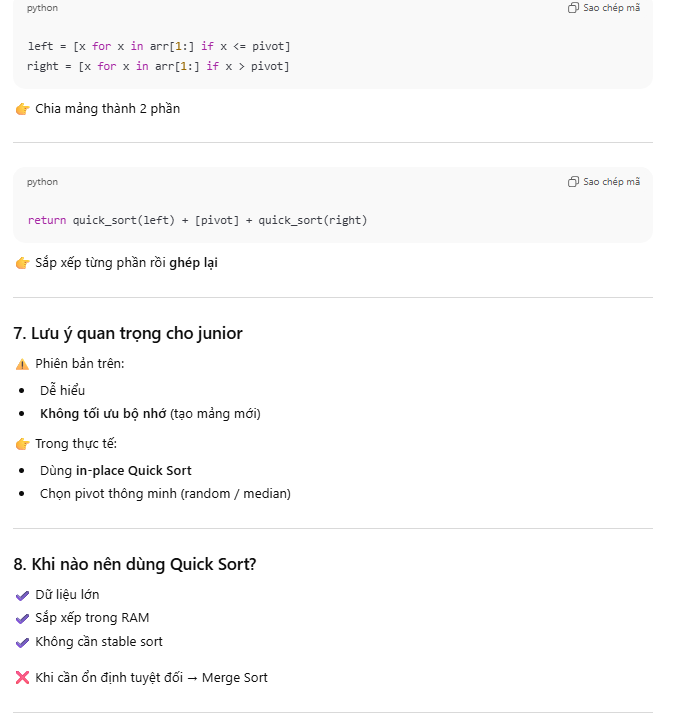 python
Sao chép mã
left = [x for x in arr[1:] if x <= pivot]
right = [x for x in arr[1:] if x > pivot]
👉 Chia mảng thành 2 phần
python
Sao chép mã
return quick_sort(left) + [pivot] + quick_sort(right)
👉 Sắp xếp từng phần rồi ghép lại
7. Lưu ý quan trọng cho junior
⚠️ Phiên bản trên:
• Dễ hiểu
• Không tối ưu bộ nhớ (tạo mảng mới)
👉 Trong thực tế:
• Dùng in-place Quick Sort
• Chọn pivot thông minh (random / median)
8. Khi nào nên dùng Quick Sort?
✔ Dữ liệu lớn
✔ Sắp xếp trong RAM
✔ Không cần stable sort
❌ Khi cần ổn định tuyệt đối → Merge Sort